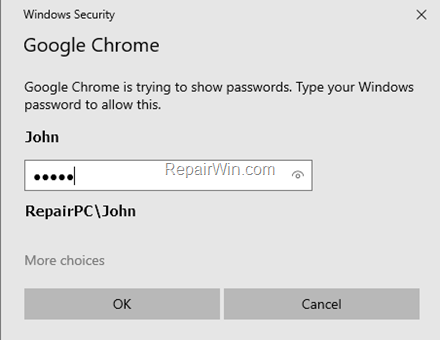 Windows Security
Google Chrome
Google Chrome is trying to show passwords. Type your Windows
password to allow this.
John
●●●●●
RepairWin.com
RepairPC\John
More choices
OK
Cancel